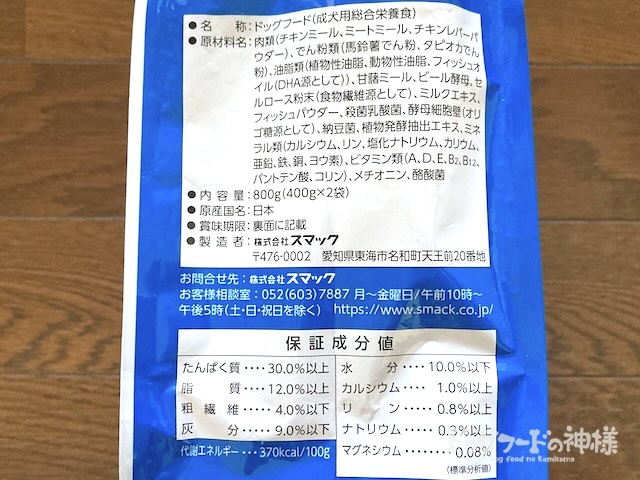 ●名　称:ドッグフード(成犬用総合栄養食)
●原材料名:肉類(チキンミール、ミートミール、チキンレバーパ
ウダー)、でん粉類(馬鈴薯でん粉、タピオカでん
粉)、油脂類(植物性油脂、動物性油脂、フィッシュオ
イル(DHA源として))、甘藷ミール、ビール酵母、セ
ルロース粉末(食物繊維源として)、ミルクエキス、
フィッシュパウダー、殺菌乳酸菌、酵母細胞壁(オリ
ゴ糖源として)、納豆菌、植物発酵抽出エキス、ミネ
ラル類(カルシウム、リン、塩化ナトリウム、カリウム、
亜鉛、鉄、銅、ヨウ素)、ビタミン類(A、D、E、B2、B12、
パントテン酸、コリン)、メチオニン、酪酸菌
●内容量:800g(400g×2袋)
●原産国名:日本
●賞味期限:裏面に記載
●製造者:株式会社スマック
〒476-0002　愛知県東海市名和町天王前20番地
お問合せ先:株式会社スマック
お客様相談室:052(603)7887 月〜金曜日/午前10時〜
午後5時(土・日・祝日を除く) https://www.smack.co.jp/
保証成分値
たんぱく質････30.0%以上
脂質････12.0%以上
粗繊維････4.0%以下
灰分････9.0%以下
代謝エネルギー･･･370kcal/100g
水分････10.0%以下
カルシウム････1.0%以上
リン････0.8%以上
ナトリウム････0.3%以上
マグネシウム････0.08%
(標準分析値)
フードの神様
og food no kamisama